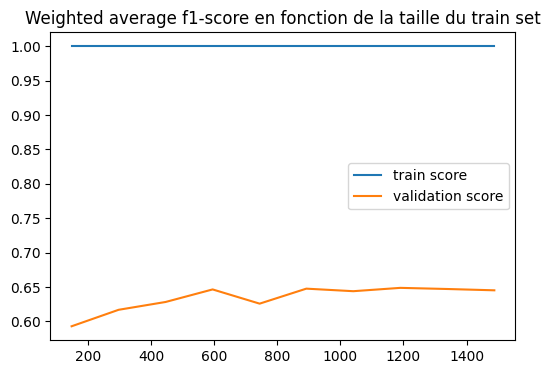 Weighted average f1-score en fonction de la taille du train set
1.00
0.95
0.90
0.85
0.80
0.75
0.70
0.65
0.60
train score
validation score
200 400 600 800 1000 1200 1400